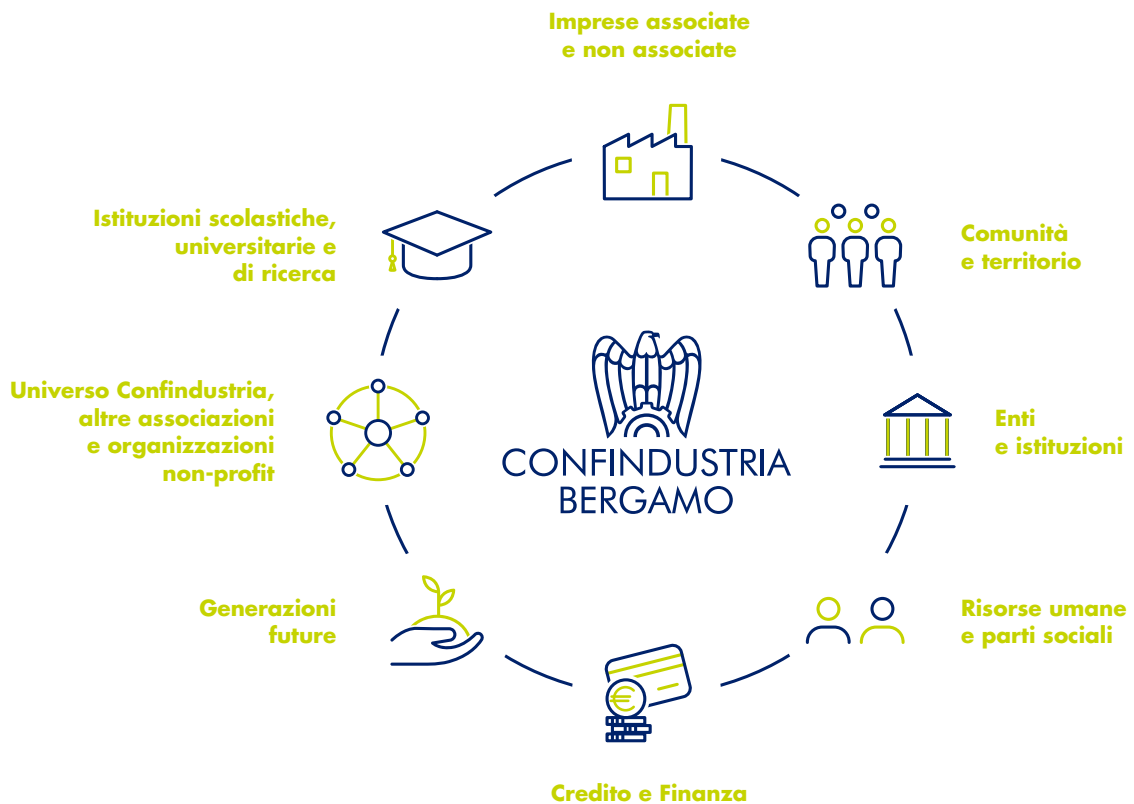 Imprese associate
e non associate
Istituzioni scolastiche,
universitarie e
di ricerca
Comunità
e territorio
Universo Confindustria,
altre associazioni
e organizzazioni
non-profit
CONFINDUSTRIA
BERGAMO
Enti
e istituzioni
Generazioni
future
Risorse umane
e parti sociali
€
Credito e Finanza